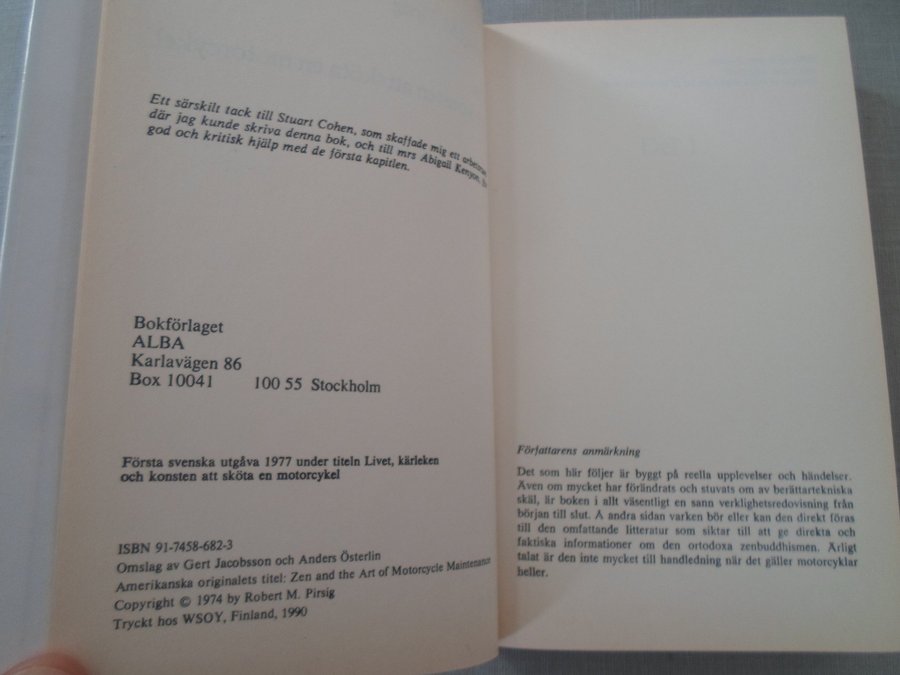 Ett särskilt tack till Stuart Cohen, som skaffade mig ett
där jag kunde skriva denna bok, och till mrs Abigail Kenyon,
god och kritisk hjälp med de första kapitlen.
Bokförlaget
ALBA
Karlavägen 86
Box 10041 100 55 Stockholm
Första svenska utgåva 1977 under titeln Livet, kärleken
och konsten att sköta en motorcykel
ISBN 91-7458-682-3
Omslag av Gert Jacobsson och Anders Österlin
Amerikanska originalets titel: Zen and the Art of Motorcycle Maintenance
Copyright © 1974 by Robert M. Pirsig
Tryckt hos WSOY, Finland, 1990
Författarens anmärkning
Det som här följer är byggt på reella upplevelser och händelser.
Även om mycket har förändrats och stuvats om av berättartekniska
skäl, är boken i allt väsentligt en sann verklighetsredovisning från
början till slut. Å andra sidan varken bör eller kan den direkt föras
till den omfattande litteratur som siktar till att ge direkta och
faktiska informationer om den ortodoxa zenbuddhismen. Ärligt
talat är den inte mycket till handledning när det gäller motorcyklar
heller.